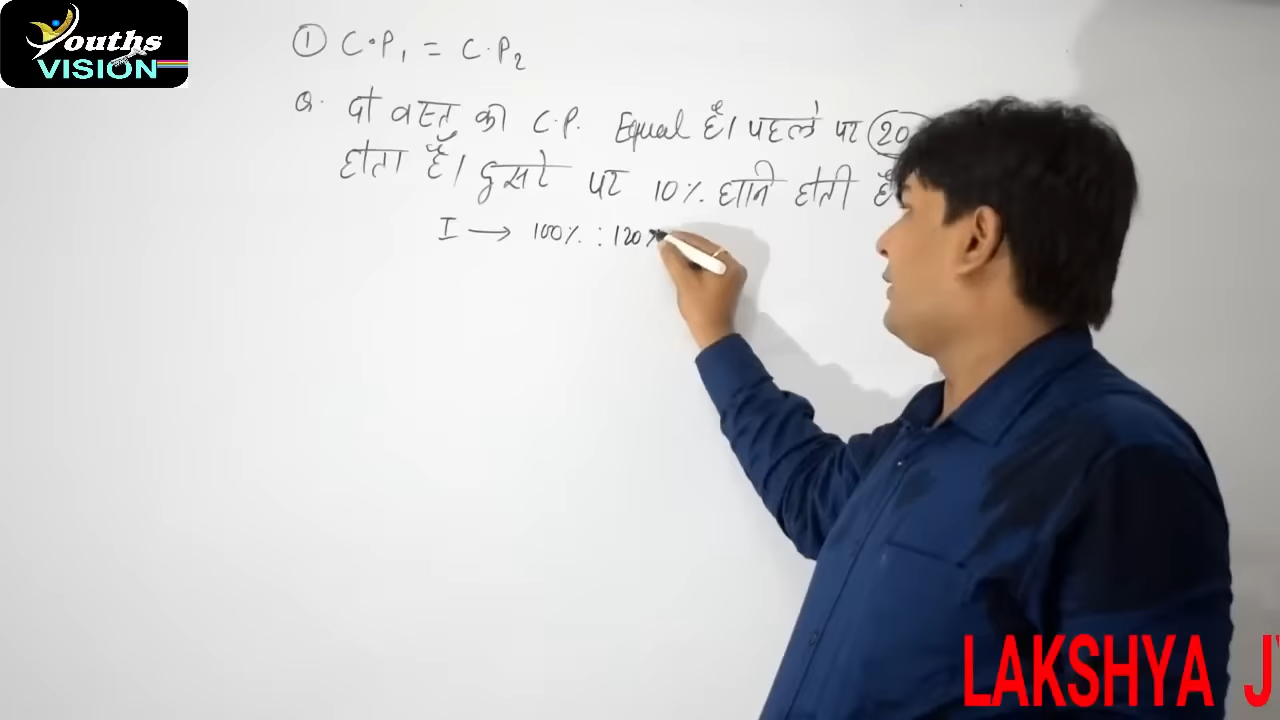 Youths
VISION
① C.P₁ = C.P₂
Q. दो वस्तु की C.P. Equal हैं। पहले पर 20
होता है। दुसरे पर 10% हानि होती है
I → 100% : 120%
LAKSHYA